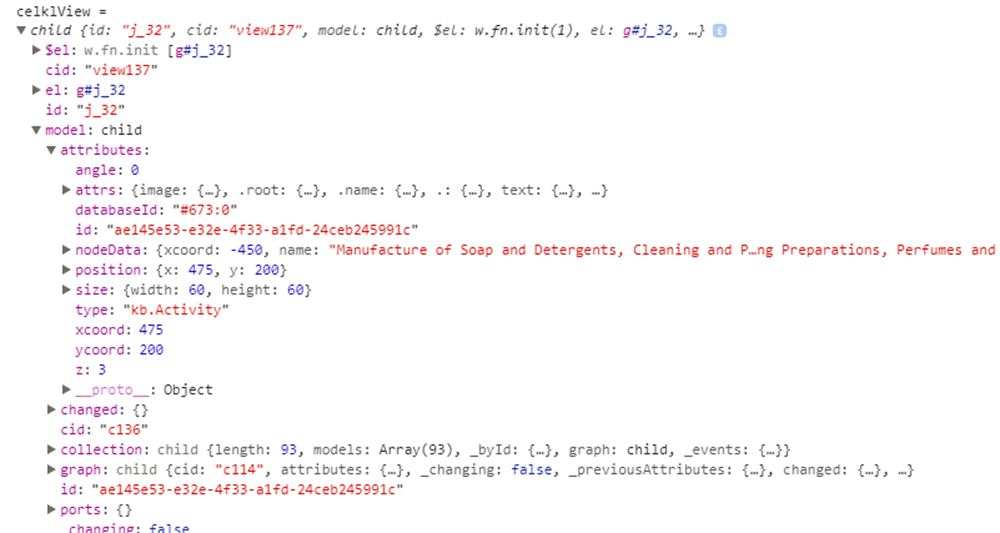 celklView =
▼child {id: "j_32", cid: "view137", model: child, $el: w.fn.init(1), el: g#j_32, …} i
▶$el: w.fn.init [g#j_32]
cid: "view137"
▶el: g#j_32
id: "j_32"
▼model: child
▼attributes:
angle: 0
▶attrs: {image: {…}, .root: {…}, .name: {…}, .: {…}, text: {…}, …}
databaseId: "#673:0"
id: "ae145e53-e32e-4f33-a1fd-24ceb245991c"
▶nodeData: {xcoord: -450, name: "Manufacture of Soap and Detergents, Cleaning and P…ng Preparations, Perfumes and
▶position: {x: 475, y: 200}
▶size: {width: 60, height: 60}
type: "kb.Activity"
xcoord: 475
ycoord: 200
z: 3
▶__proto__: Object
▶changed: {}
cid: "c136"
▶collection: child {length: 93, models: Array(93), _byId: {…}, graph: child, _events: {…}}
▶graph: child {cid: "c114", attributes: {…}, _changing: false, _previousAttributes: {…}, changed: {…}, …}
id: "ae145e53-e32e-4f33-a1fd-24ceb245991c"
▶ports: {}
_changing: false